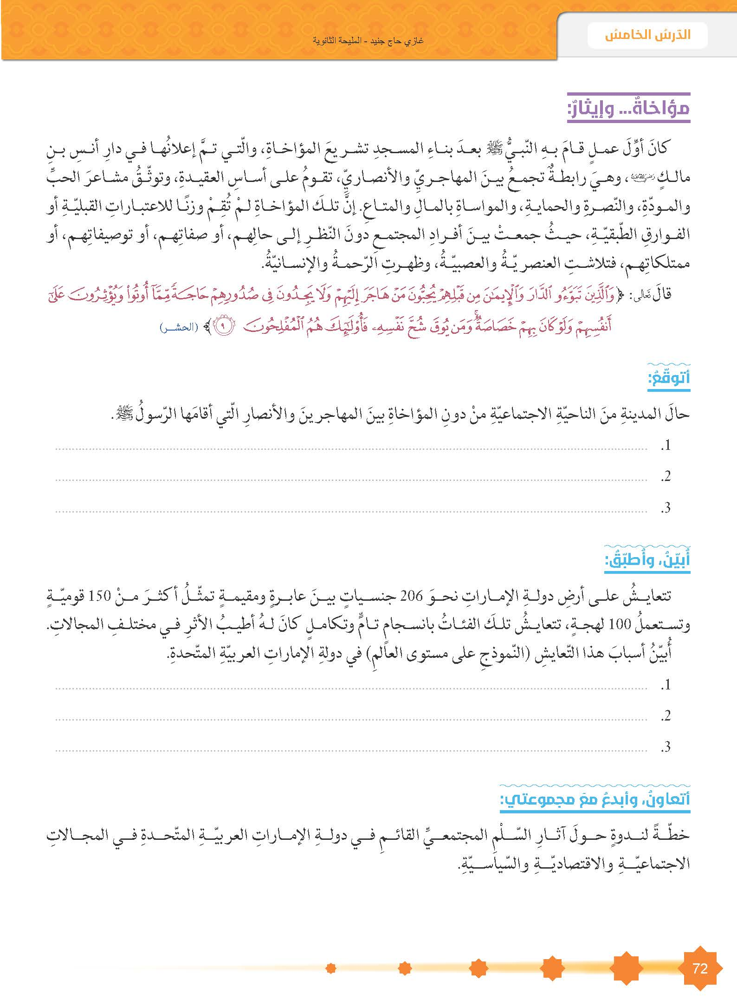 الدّرسُ الخامسُ
غازي حاج جنيد - المليحة الثانوية
مؤاخاةٌ... وإيثارٌ:
كانَ أوّلَ عملٍ قامَ بهِ النّبيُّ ﷺ بعدَ بناءِ المسجدِ تشريعَ المؤاخاةِ، والّتي تمَّ إعلانُها في دارِ أنسِ بنِ
مالكٍ رضي الله عنه، وهيَ رابطةٌ تجمعُ بينَ المهاجريّ والأنصاريّ، تقومُ على أساسِ العقيدةِ، وتوثّقُ مشاعرَ الحبِّ
والمودّةِ، والنّصرةِ والحمايةِ، والمواساةِ بالمالِ والمتاعِ. إنَّ تلكَ المؤاخاةَ لمْ تُقِمْ وزنًا للاعتباراتِ القبليّةِ أو
الفوارقِ الطّبقيّةِ، حيثُ جمعتْ بينَ أفرادِ المجتمعِ دونَ النّظرِ إلى حالِهم، أو صفاتِهم، أو توصيفاتِهم، أو
ممتلكاتِهم، فتلاشتِ العنصريّةُ والعصبيّةُ، وظهرتِ الرّحمةُ والإنسانيّةُ.
قالَ تعالى: ﴿وَٱلَّذِينَ تَبَوَّءُو ٱلدَّارَ وَٱلْإِيمَٰنَ مِن قَبْلِهِمْ يُحِبُّونَ مَنْ هَاجَرَ إِلَيْهِمْ وَلَا يَجِدُونَ فِى صُدُورِهِمْ حَاجَةً مِّمَّآ أُوتُوا۟ وَيُؤْثِرُونَ عَلَىٰٓ
أَنفُسِهِمْ وَلَوْ كَانَ بِهِمْ خَصَاصَةٌ ۚ وَمَن يُوقَ شُحَّ نَفْسِهِۦ فَأُو۟لَٰٓئِكَ هُمُ ٱلْمُفْلِحُونَ ٩﴾ (الحشر)
أتوقّعُ:
حالَ المدينةِ منَ الناحيّةِ الاجتماعيّةِ منْ دونِ المؤاخاةِ بينَ المهاجرينَ والأنصارِ الّتي أقامَها الرّسولُ ﷺ.
1. 
2. 
3. 
أُبيّنُ، وأُطبّقُ:
تتعايشُ على أرضِ دولةِ الإماراتِ نحوَ 206 جنسياتٍ بينَ عابرةٍ ومقيمةٍ تمثّلُ أكثرَ منْ 150 قوميّةٍ
وتستعملُ 100 لهجةٍ، تتعايشُ تلكَ الفئاتُ بانسجامٍ تامٍّ وتكاملٍ كانَ لهُ أطيبُ الأثرِ في مختلفِ المجالاتِ.
أُبيّنُ أسبابَ هذا التّعايشِ (النّموذجِ على مستوى العالمِ) في دولةِ الإماراتِ العربيّةِ المتّحدةِ.
1. 
2. 
3. 
أتعاونُ، وأبدعُ معَ مجموعتي:
خطّةً لندوةٍ حولَ آثارِ السّلْمِ المجتمعيِّ القائمِ في دولةِ الإماراتِ العربيّةِ المتّحدةِ في المجالاتِ
الاجتماعيّةِ والاقتصاديّةِ والسّياسيّةِ.
72